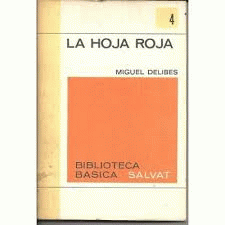 4
LA HOJA ROJA
MIGUEL DELIBES
BIBLIOTECA
BASICA SALVAT